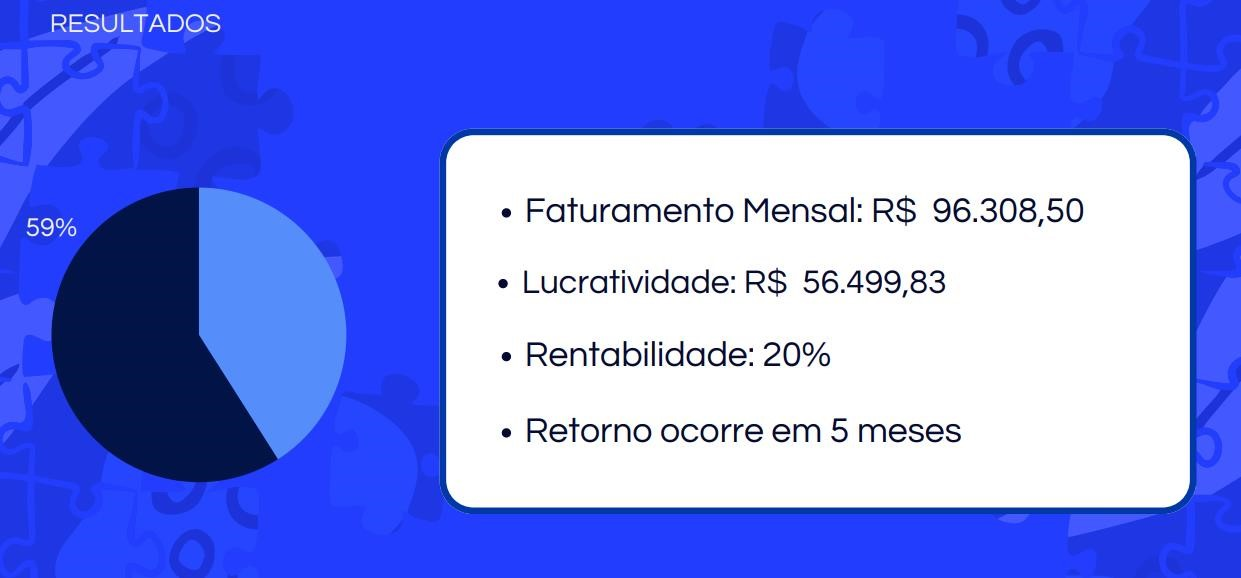 RESULTADOS
59%
• Faturamento Mensal: R$ 96.308,50
• Lucratividade: R$ 56.499,83
• Rentabilidade: 20%
• Retorno ocorre em 5 meses